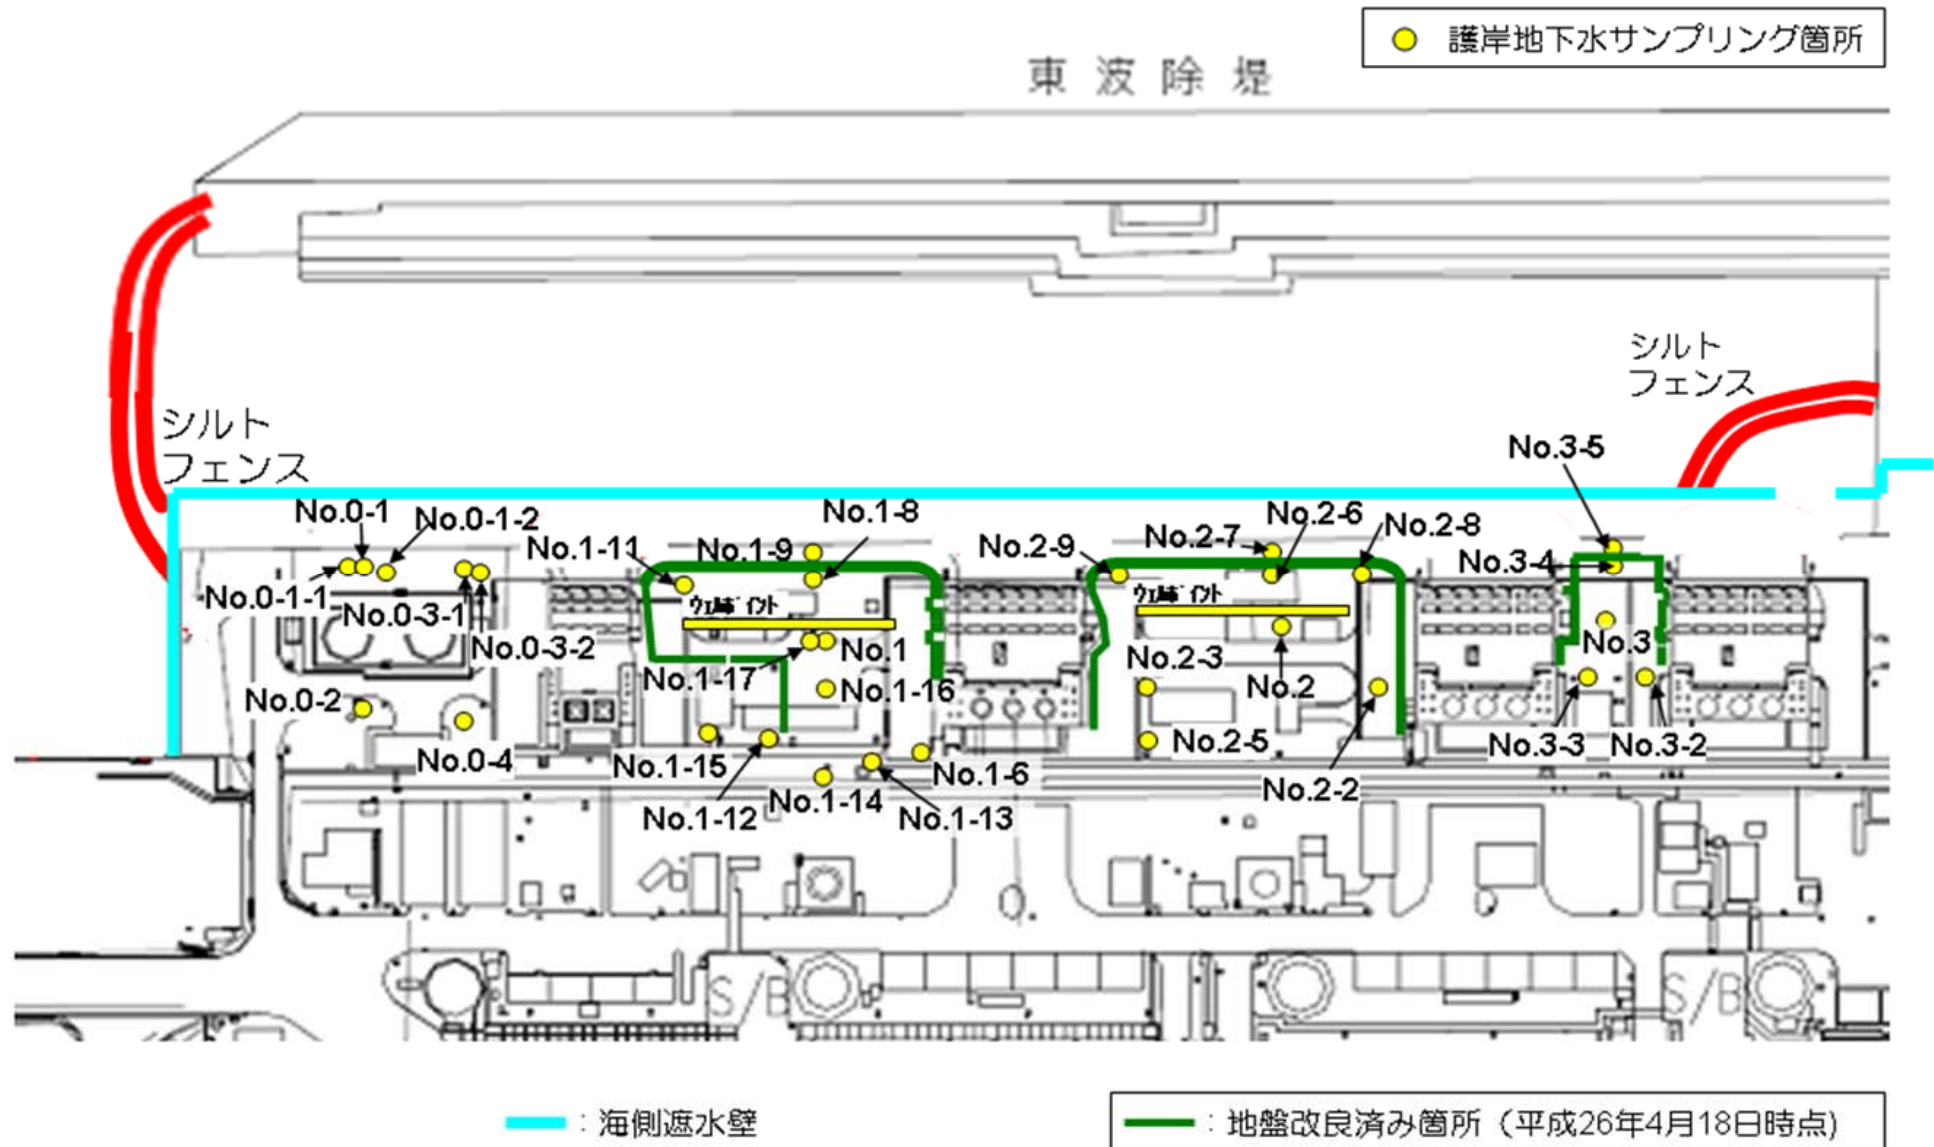 護岸地下水サンプリング箇所
東波除堤
シルト
フェンス
シルト
フェンス
No.3-5
No.0-1
No.0-1-2
No.1-8
No.2-6
No.2-8
No.1-11
No.1-9
No.2-9
No.2-7
No.3-4
No.0-1-1
No.0-3-1
No.0-3-2
ウェルポイント
ウェルポイント
No.1
No.3
No.1-17
No.2-3
No.1-16
No.2
No.0-2
No.0-4
No.1-15
No.1-6
No.2-5
No.3-3
No.3-2
No.1-14
No.2-2
No.1-12
No.1-13
S/B
S/B
：海側遮水壁
：地盤改良済み箇所（平成26年4月18日時点)